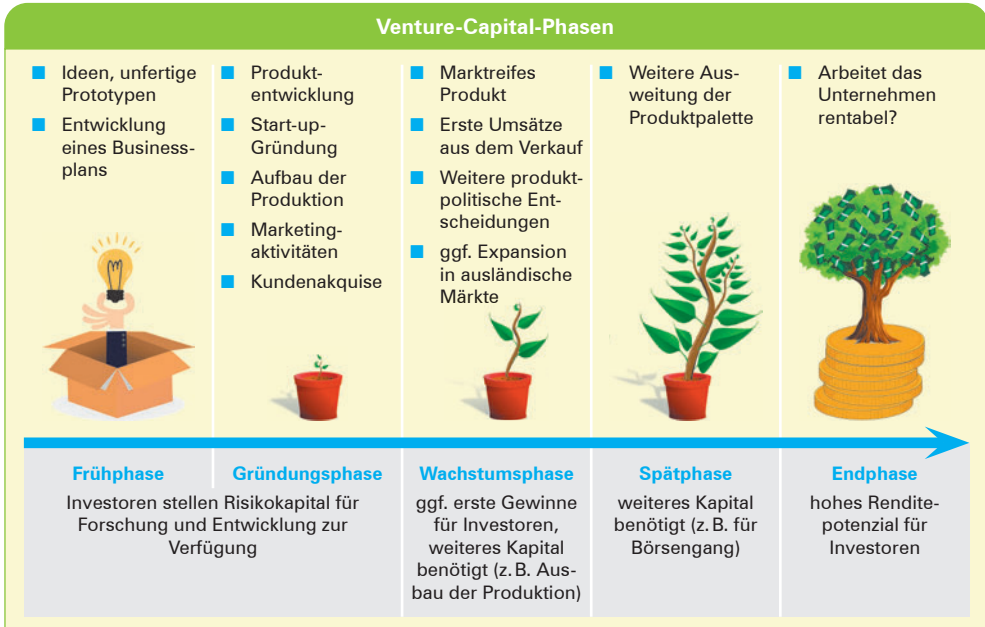 Venture-Capital-Phasen
■ Ideen, unfertige
Prototypen
■ Entwicklung
eines Business-
plans
■ Produkt-
entwicklung
■ Start-up-
Gründung
■ Aufbau der
Produktion
■ Marketing-
aktivitäten
■ Kundenakquise
■ Marktreifes
Produkt
■ Erste Umsätze
aus dem Verkauf
■ Weitere produkt-
politische Ent-
scheidungen
■ ggf. Expansion
in ausländische
Märkte
■ Weitere Aus-
weitung der
Produktpalette
■ Arbeitet das
Unternehmen
rentabel?
Frühphase
Gründungsphase
Investoren stellen Risikokapital für
Forschung und Entwicklung zur
Verfügung
Wachstumsphase
ggf. erste Gewinne
für Investoren,
weiteres Kapital
benötigt (z. B. Aus-
bau der Produktion)
Spätphase
weiteres Kapital
benötigt (z. B. für
Börsengang)
Endphase
hohes Rendite-
potenzial für
Investoren